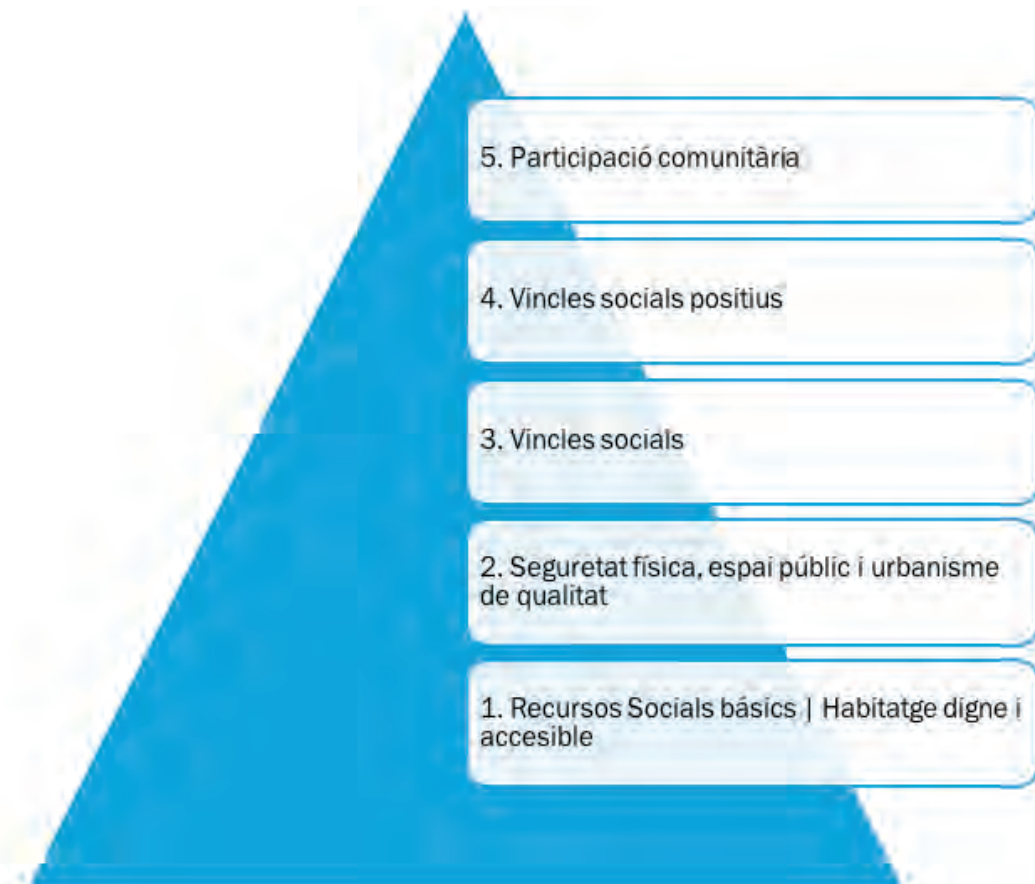 5. Participació comunitària
4. Vincles socials positius
3. Vincles socials
2. Seguretat física, espai públic i urbanisme
de qualitat
1. Recursos Socials básics | Habitatge digne i
accesible